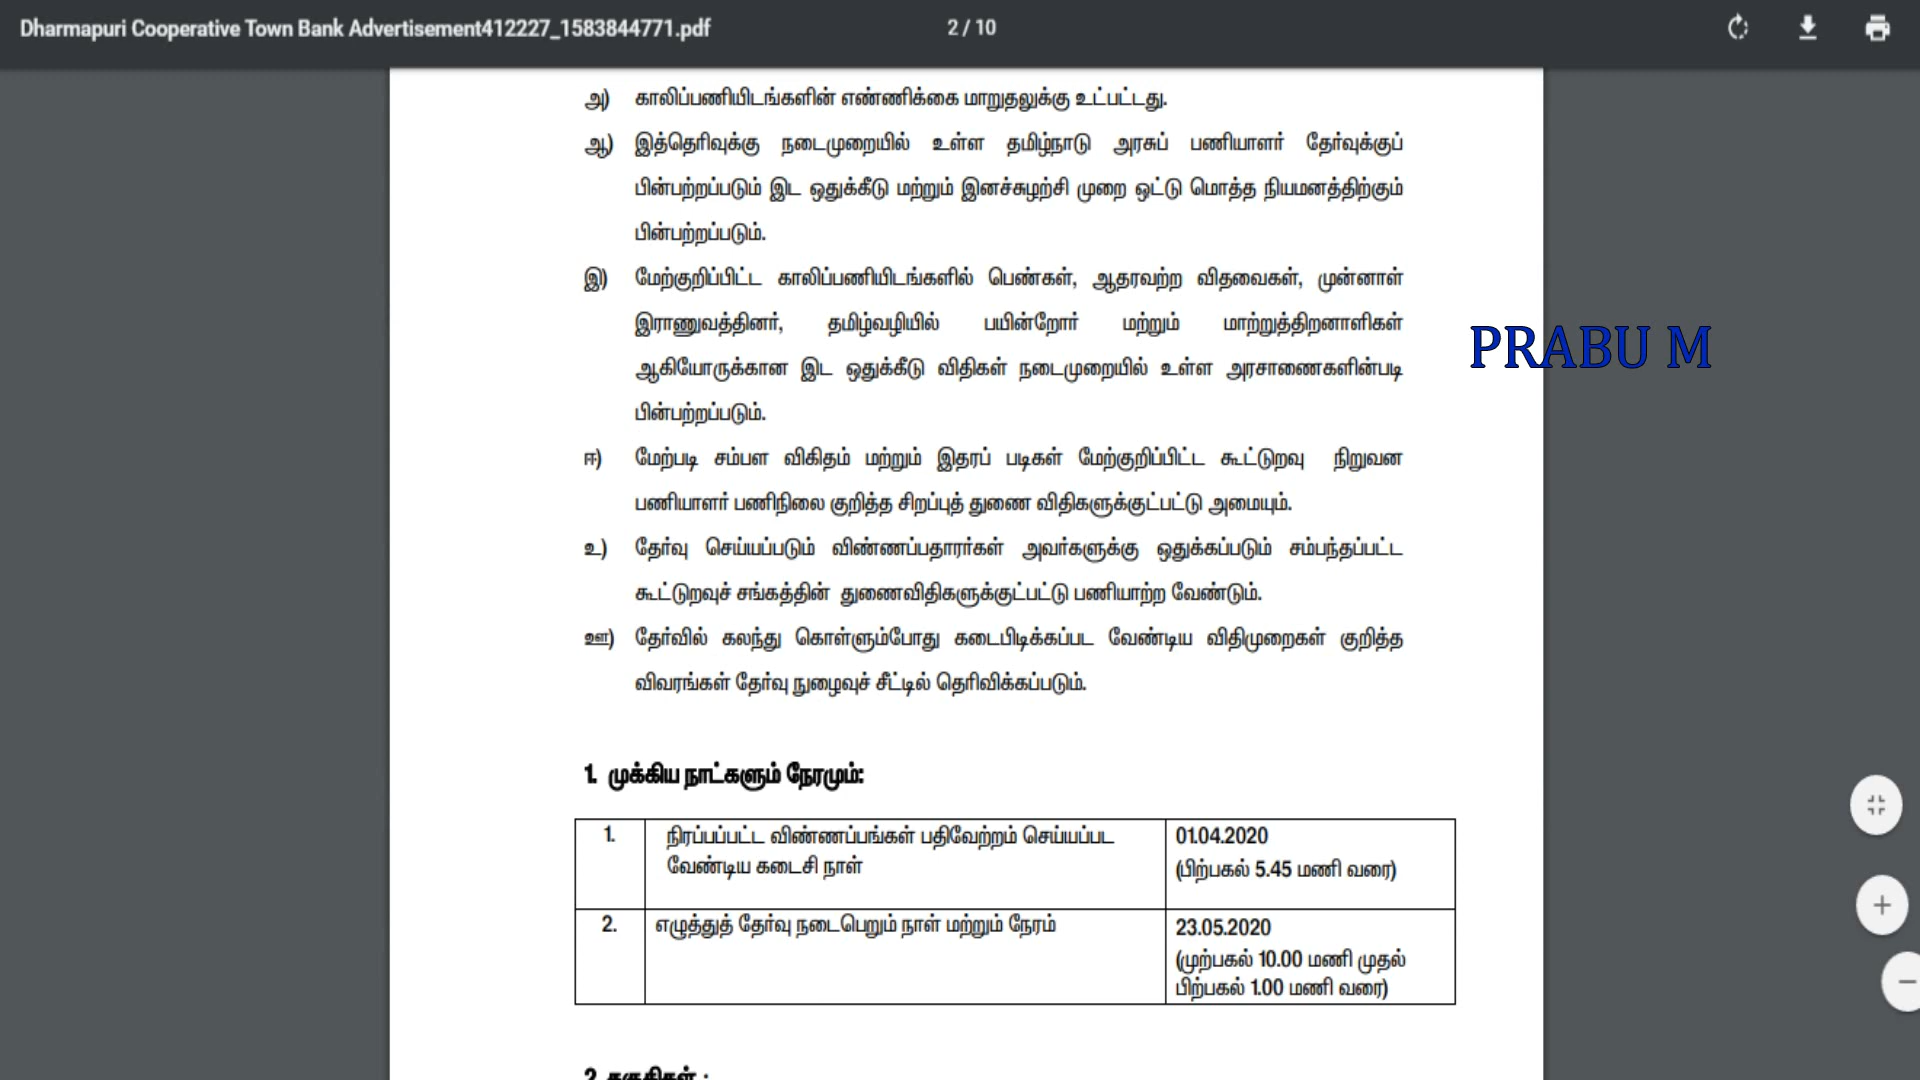 Dharmapuri Cooperative Town Bank Advertisement412227_1583844771.pdf
2 / 10
அ) காலிப்பணியிடங்களின் எண்ணிக்கை மாறுதலுக்கு உட்பட்டது.
ஆ) இத்தெரிவுக்கு நடைமுறையில் உள்ள தமிழ்நாடு அரசுப் பணியாளர் தேர்வுக்குப்
பின்பற்றப்படும் இட ஒதுக்கீடு மற்றும் இனச்சுழற்சி முறை ஒட்டு மொத்த நியமனத்திற்கும்
பின்பற்றப்படும்.
இ) மேற்குறிப்பிட்ட காலிப்பணியிடங்களில் பெண்கள், ஆதரவற்ற விதவைகள், முன்னாள்
இராணுவத்தினர், தமிழ்வழியில் பயின்றோர் மற்றும் மாற்றுத்திறனாளிகள்
ஆகியோருக்கான இட ஒதுக்கீடு விதிகள் நடைமுறையில் உள்ள அரசாணைகளின்படி
பின்பற்றப்படும்.
PRABU M
ஈ) மேற்படி சம்பள விகிதம் மற்றும் இதரப் படிகள் மேற்குறிப்பிட்ட கூட்டுறவு நிறுவன
பணியாளர் பணிநிலை குறித்த சிறப்புத் துணை விதிகளுக்குட்பட்டு அமையும்.
உ) தேர்வு செய்யப்படும் விண்ணப்பதாரர்கள் அவர்களுக்கு ஒதுக்கப்படும் சம்பந்தப்பட்ட
கூட்டுறவுச் சங்கத்தின் துணைவிதிகளுக்குட்பட்டு பணியாற்ற வேண்டும்.
ஊ) தேர்வில் கலந்து கொள்ளும்போது கடைபிடிக்கப்பட வேண்டிய விதிமுறைகள் குறித்த
விவரங்கள் தேர்வு நுழைவுச் சீட்டில் தெரிவிக்கப்படும்.
1. முக்கிய நாட்களும் நேரமும்:
1. நிரப்பப்பட்ட விண்ணப்பங்கள் பதிவேற்றம் செய்யப்பட
வேண்டிய கடைசி நாள்
01.04.2020
(பிற்பகல் 5.45 மணி வரை)
2. எழுத்துத் தேர்வு நடைபெறும் நாள் மற்றும் நேரம்
23.05.2020
(முற்பகல் 10.00 மணி முதல்
பிற்பகல் 1.00 மணி வரை)
2. தகுதிகள் :